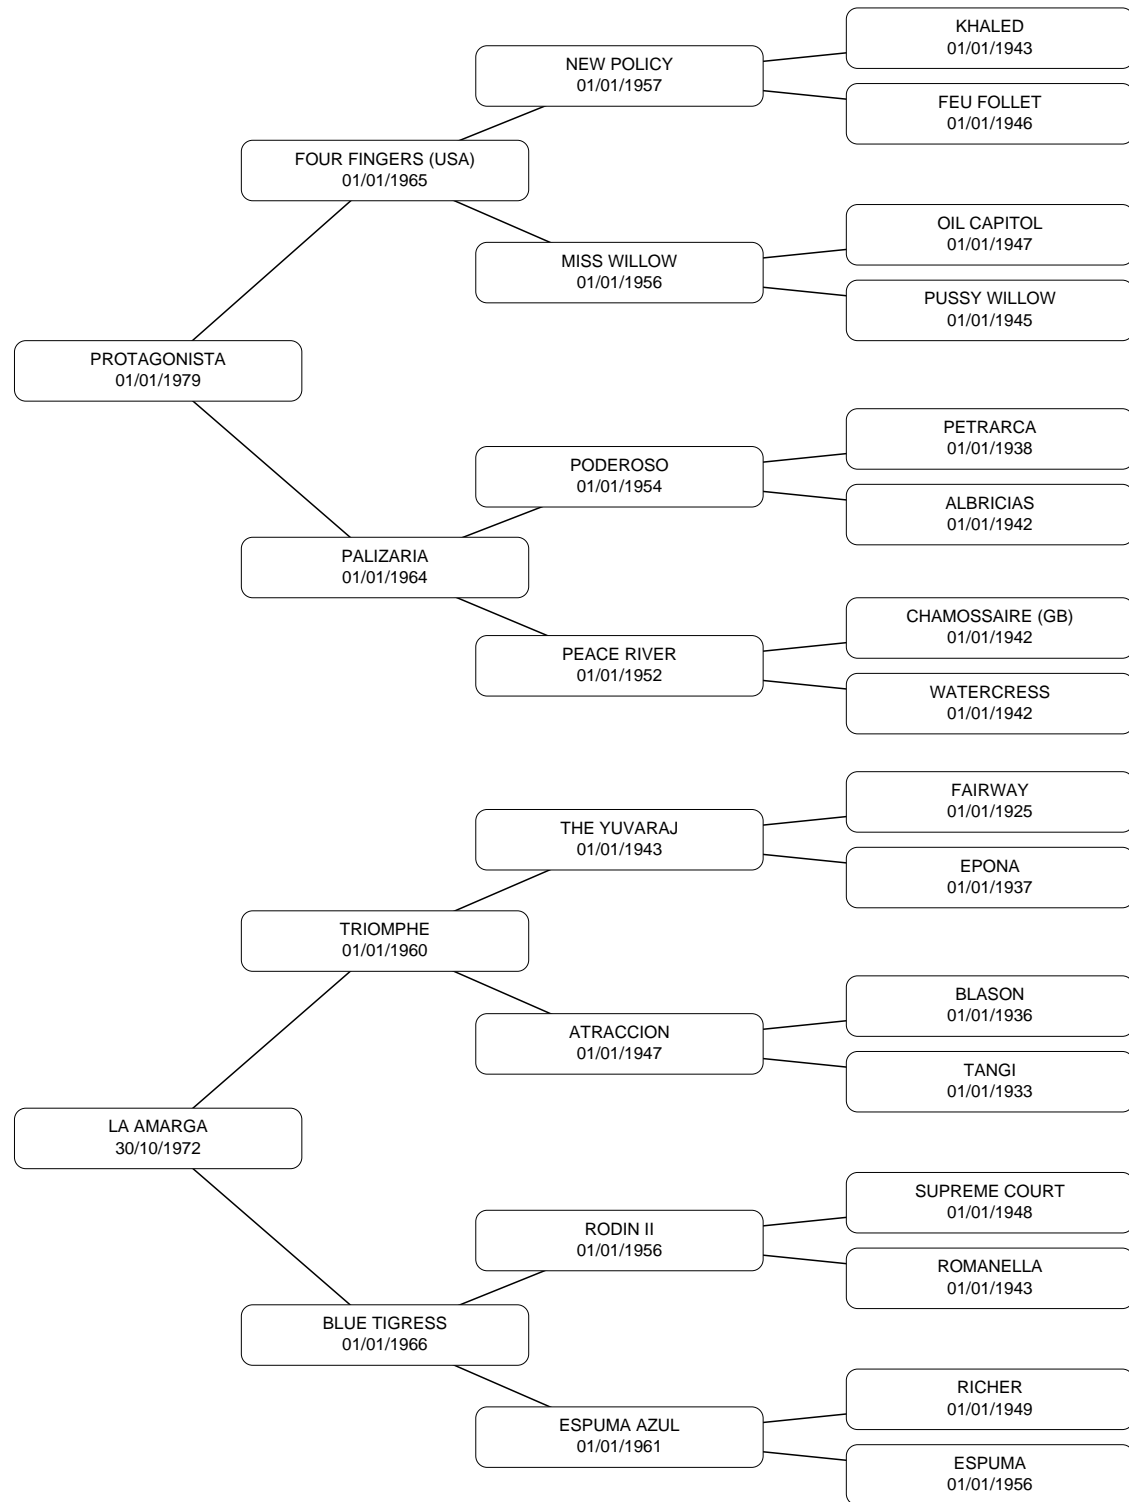 KHALED
01/01/1943
NEW POLICY
01/01/1957
FEU FOLLET
01/01/1946
FOUR FINGERS (USA)
01/01/1965
OIL CAPITOL
01/01/1947
MISS WILLOW
01/01/1956
PUSSY WILLOW
01/01/1945
PROTAGONISTA
01/01/1979
PETRARCA
01/01/1938
PODEROSO
01/01/1954
ALBRICIAS
01/01/1942
PALIZARIA
01/01/1964
CHAMOSSAIRE (GB)
01/01/1942
PEACE RIVER
01/01/1952
WATERCRESS
01/01/1942
FAIRWAY
01/01/1925
THE YUVARAJ
01/01/1943
EPONA
01/01/1937
TRIOMPHE
01/01/1960
BLASON
01/01/1936
ATRACCION
01/01/1947
TANGI
01/01/1933
LA AMARGA
30/10/1972
SUPREME COURT
01/01/1948
RODIN II
01/01/1956
ROMANELLA
01/01/1943
BLUE TIGRESS
01/01/1966
RICHER
01/01/1949
ESPUMA AZUL
01/01/1961
ESPUMA
01/01/1956